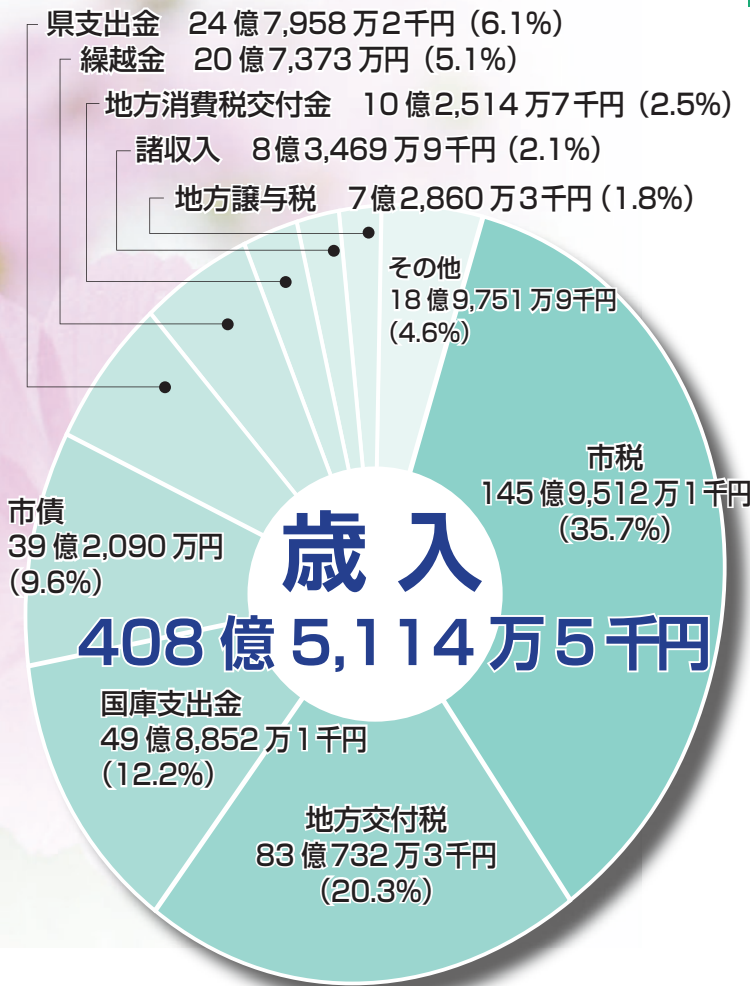 県支出金 24億7,958万2千円（6.1%）
繰越金 20億7,373万円（5.1%）
地方消費税交付金 10億2,514万7千円（2.5%）
諸収入 8億3,469万9千円（2.1%）
地方譲与税 7億2,860万3千円（1.8%）
その他
18億9,751万9千円
（4.6%）
市税
145億9,512万1千円
（35.7%）
市債
39億2,090万円
（9.6%）
歳入
408億5,114万5千円
国庫支出金
49億8,852万1千円
（12.2%）
地方交付税
83億732万3千円
（20.3%）